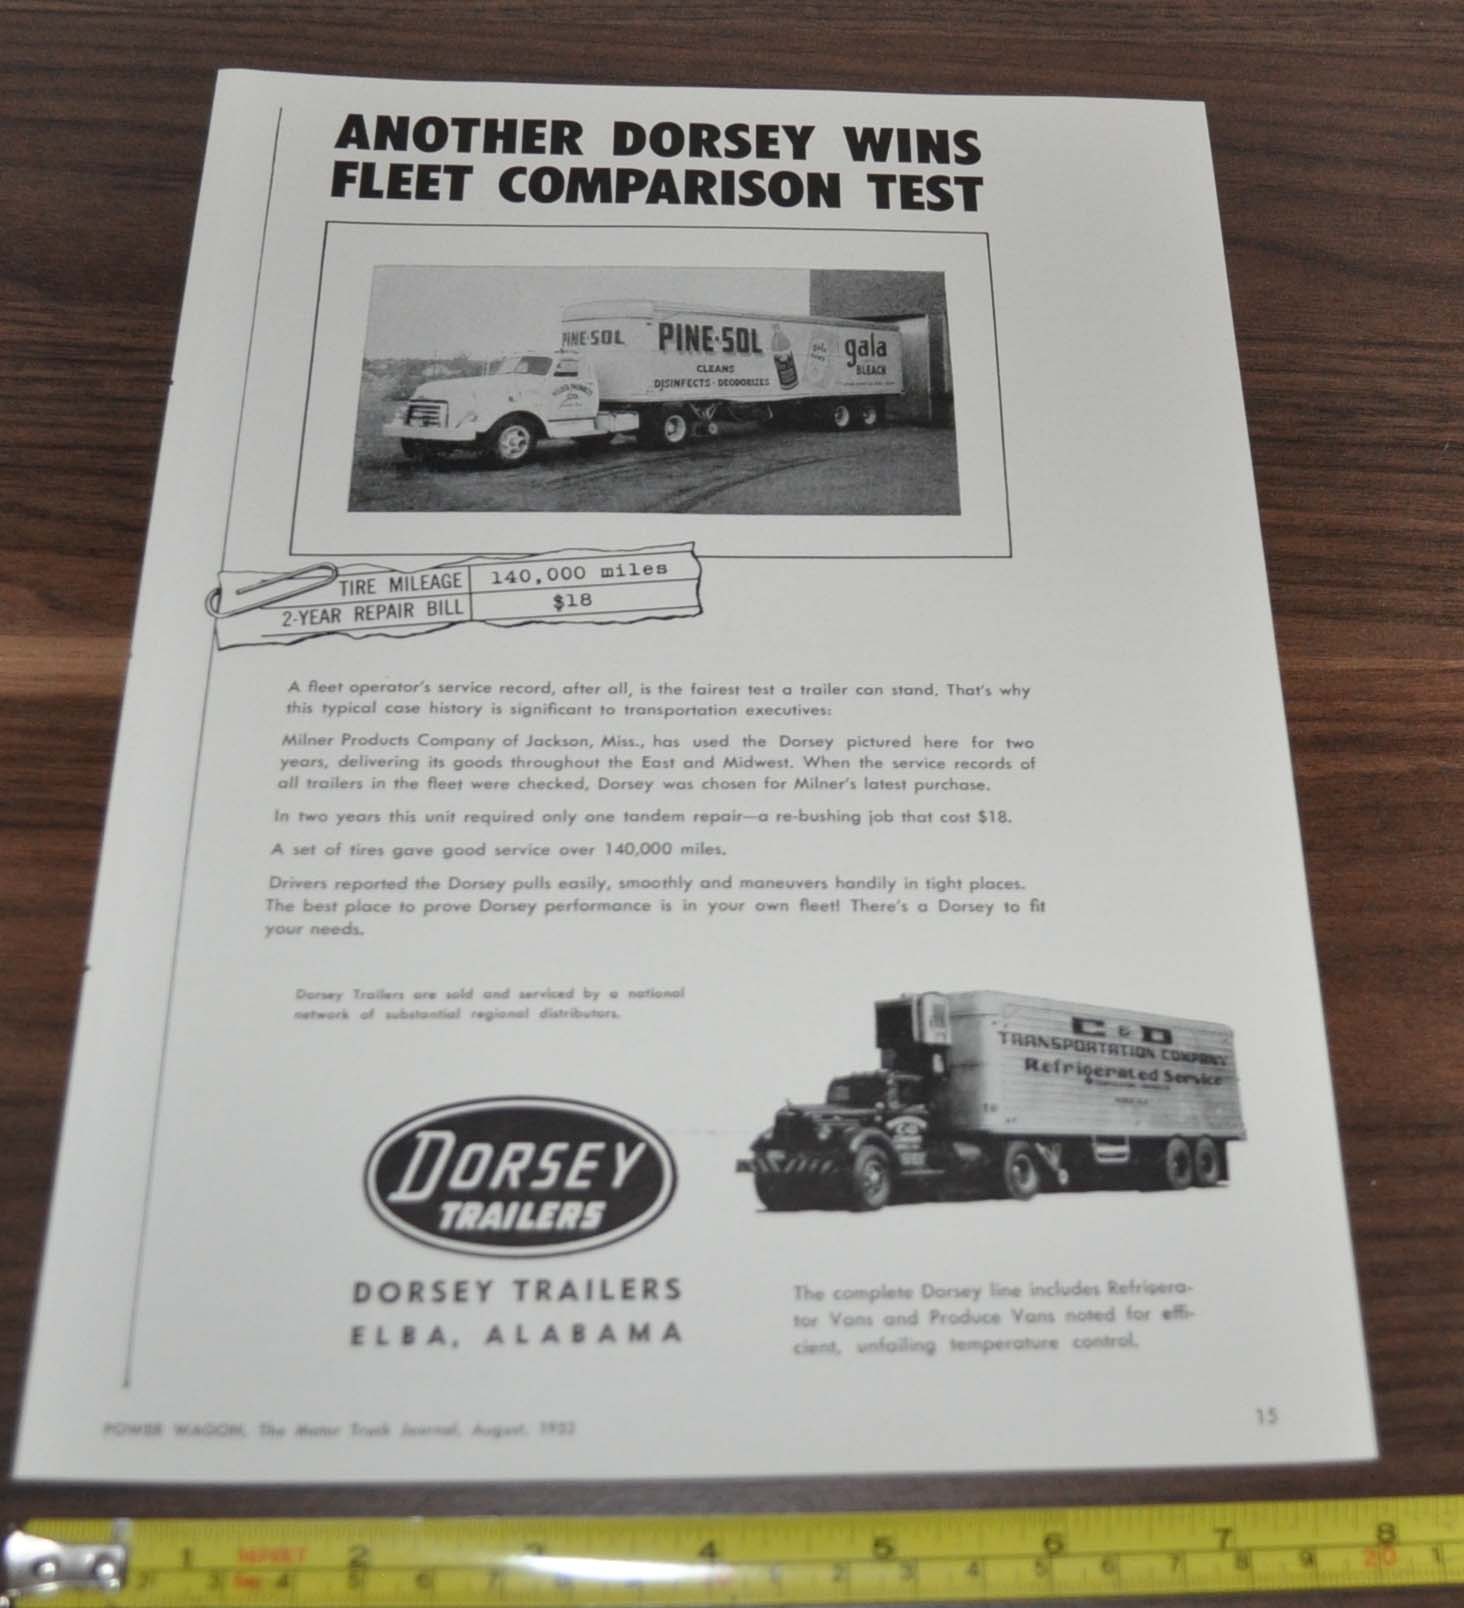 ANOTHER DORSEY WINS
FLEET COMPARISON TEST
PINE-SOL
PINE-SOL
CLEANS
DISINFECTS - DEODORIZES
gala
BLEACH
TIRE MILEAGE 140,000 miles
2-YEAR REPAIR BILL $18
A fleet operator's service record, after all, is the fairest test a trailer can stand. That's why
this typical case history is significant to transportation executives:
Milner Products Company of Jackson, Miss., has used the Dorsey pictured here for two
years, delivering its goods throughout the East and Midwest. When the service records of
all trailers in the fleet were checked, Dorsey was chosen for Milner's latest purchase.
In two years this unit required only one tandem repair—a re-bushing job that cost $18.
A set of tires gave good service over 140,000 miles.
Drivers reported the Dorsey pulls easily, smoothly and maneuvers handily in tight places.
The best place to prove Dorsey performance is in your own fleet! There's a Dorsey to fit
your needs.
Dorsey Trailers are sold and serviced by a national
network of substantial regional distributors.
C & D
TRANSPORTATION COMPANY
Refrigerated Service
DORSEY
TRAILERS
DORSEY TRAILERS
ELBA, ALABAMA
The complete Dorsey line includes Refrigera-
tor Vans and Produce Vans noted for effi-
cient, unfailing temperature control.
POWER WAGON, The Motor Truck Journal, August,
15
1 2 3 4 5 6 7 8